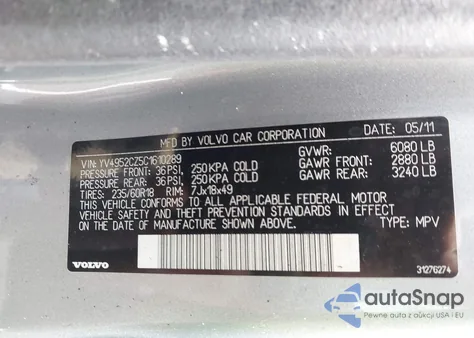 MFD BY VOLVO CAR CORPORATION DATE: 05/11
VIN: YV4952CZ5C1610289
PRESSURE FRONT: 36 PSI, 250 KPA COLD
PRESSURE REAR: 36 PSI, 250 KPA COLD
TIRES: 235/60R18 RIM: 7Jx18x49
GVWR: 6080 LB
GAWR FRONT: 2880 LB
GAWR REAR: 3240 LB
THIS VEHICLE CONFORMS TO ALL APPLICABLE FEDERAL MOTOR
VEHICLE SAFETY AND THEFT PREVENTION STANDARDS IN EFFECT
ON THE DATE OF MANUFACTURE SHOWN ABOVE.
TYPE: MPV
VOLVO
31276274
autoSnap
Pewne auta z aukcji USA i EU